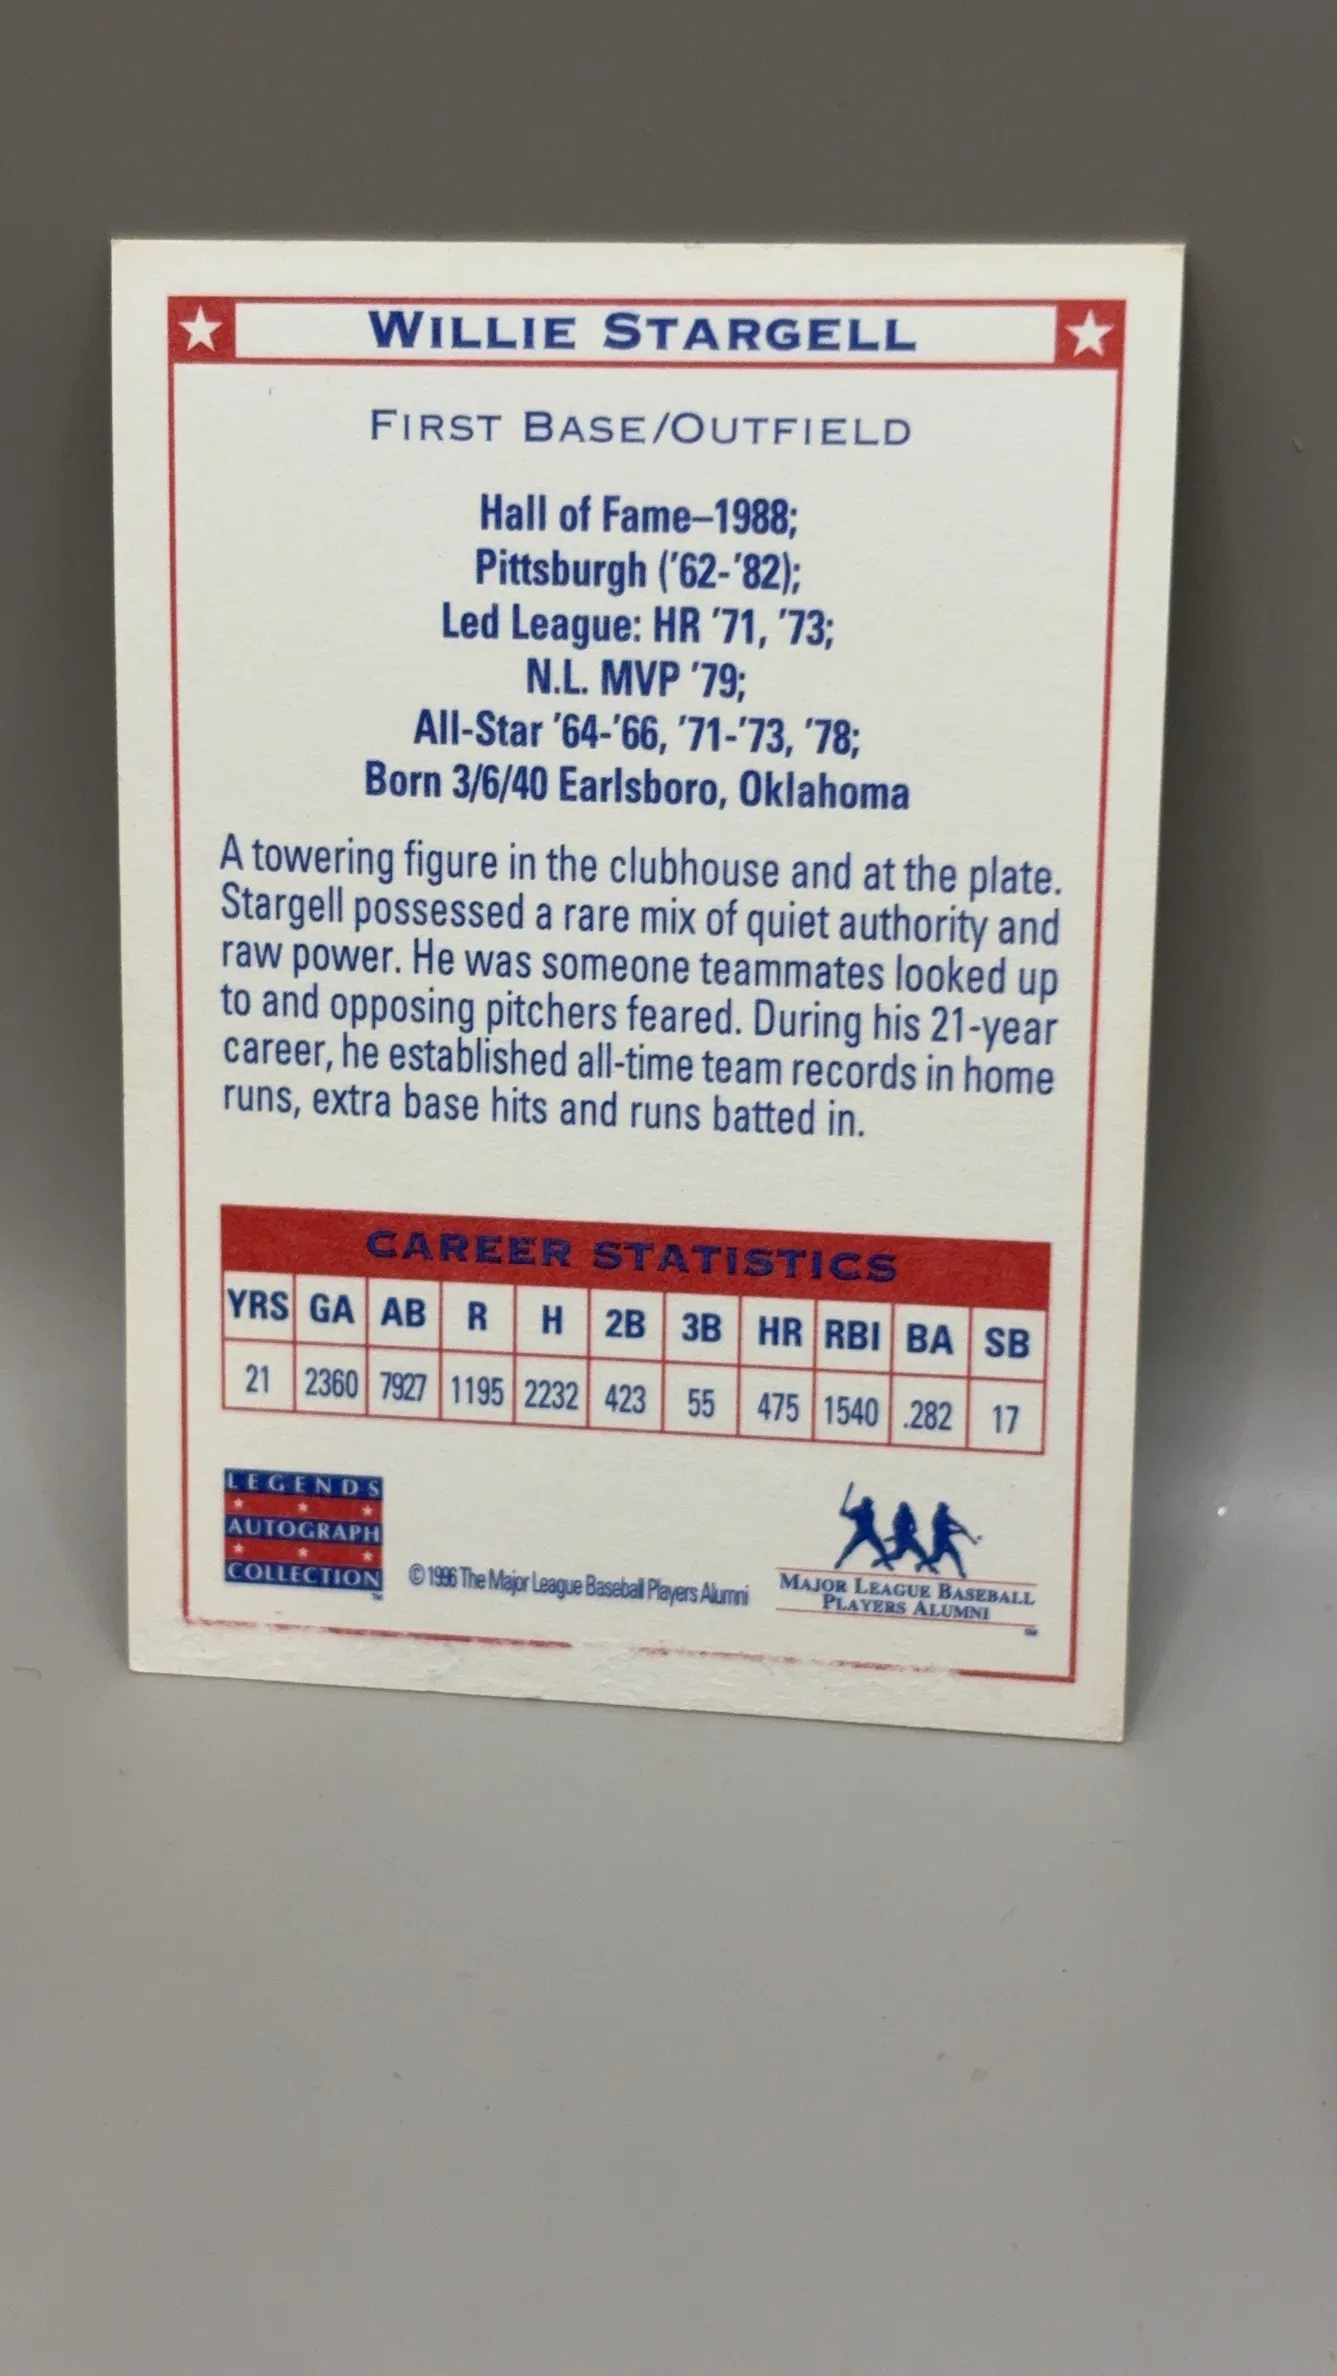 WILLIE STARGELL
FIRST BASE/OUTFIELD
Hall of Fame–1988;
Pittsburgh ('62-'82);
Led League: HR '71, '73;
N.L. MVP '79;
All-Star '64-'66, '71-'73, '78;
Born 3/6/40 Earlsboro, Oklahoma
A towering figure in the clubhouse and at the plate.
Stargell possessed a rare mix of quiet authority and
raw power. He was someone teammates looked up
to and opposing pitchers feared. During his 21-year
career, he established all-time team records in home
runs, extra base hits and runs batted in.
CAREER STATISTICS
YRS GA AB R H 2B 3B HR RBI BA SB
21 2360 7927 1195 2232 423 55 475 1540 .282 17
LEGENDS
AUTOGRAPH
COLLECTION
TM
©1996 The Major League Baseball Players Alumni
MAJOR LEAGUE BASEBALL
PLAYERS ALUMNI
SM